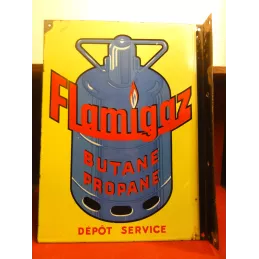 Flamigaz
BUTANE
PROPANE
DÉPÔT SERVICE